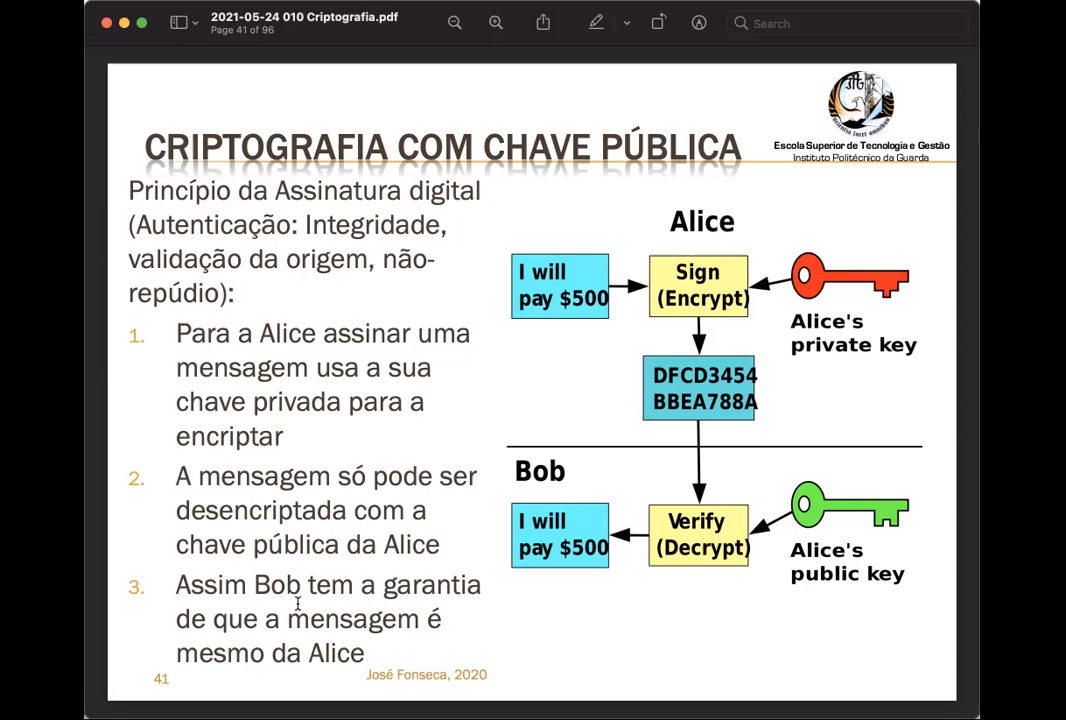 2021-05-24 010 Criptografia.pdf
Page 41 of 96
Search
Escola Superior de Tecnologia e Gestão
Instituto Politécnico da Guarda
CRIPTOGRAFIA COM CHAVE PÚBLICA
Princípio da Assinatura digital
(Autenticação: Integridade,
validação da origem, não-
repúdio):
1. Para a Alice assinar uma
mensagem usa a sua
chave privada para a
encriptar
2. A mensagem só pode ser
desencriptada com a
chave pública da Alice
3. Assim Bob tem a garantia
de que a mensagem é
mesmo da Alice
Alice
I will
pay $500
Sign
(Encrypt)
Alice's
private key
DFCD3454
BBEA788A
Bob
I will
pay $500
Verify
(Decrypt)
Alice's
public key
41
José Fonseca, 2020